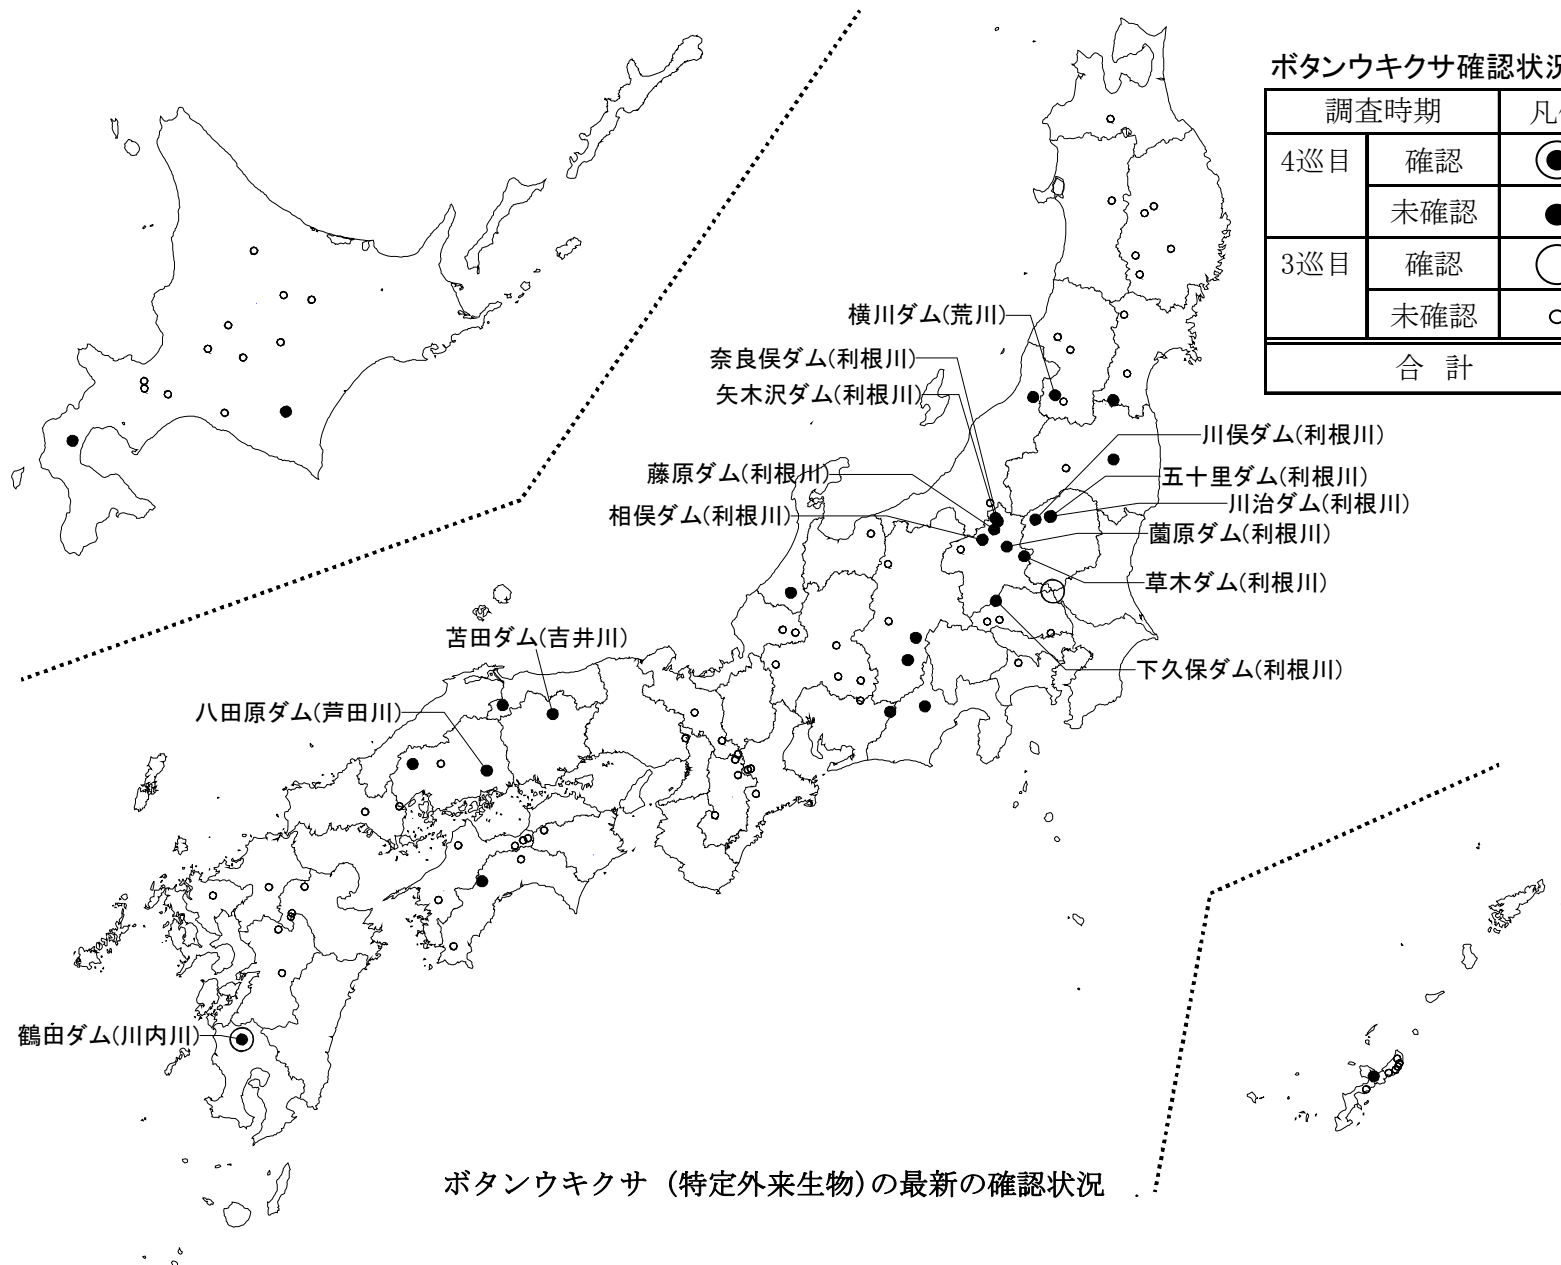 ボタンウキクサ確認状況
調査時期 凡
4巡目 確認
未確認
3巡目 確認
未確認
合 計
横川ダム(荒川)
奈良俣ダム(利根川)
矢木沢ダム(利根川)
川俣ダム(利根川)
藤原ダム(利根川)
五十里ダム(利根川)
川治ダム(利根川)
相俣ダム(利根川)
薗原ダム(利根川)
草木ダム(利根川)
苫田ダム(吉井川)
下久保ダム(利根川)
八田原ダム(芦田川)
鶴田ダム(川内川)
ボタンウキクサ (特定外来生物)の最新の確認状況